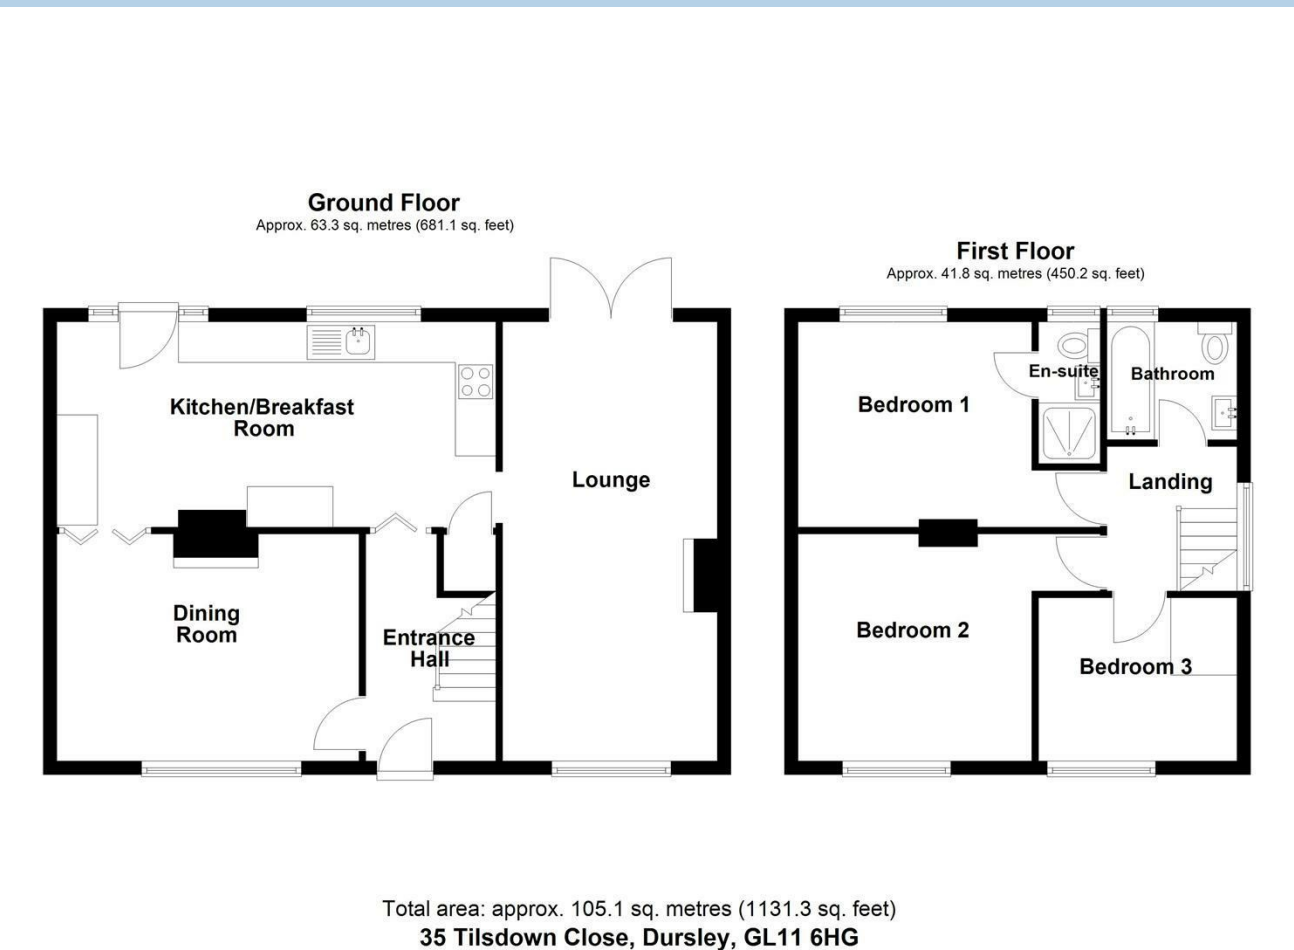 Ground Floor
Approx. 63.3 sq. metres (681.1 sq. feet)
First Floor
Approx. 41.8 sq. metres (450.2 sq. feet)
Kitchen/Breakfast
Room
Lounge
Dining
Room
Entrance
Hall
Bedroom 1
En-suite
Bathroom
Landing
Bedroom 2
Bedroom 3
Total area: approx. 105.1 sq. metres (1131.3 sq. feet)
35 Tilsdown Close, Dursley, GL11 6HG